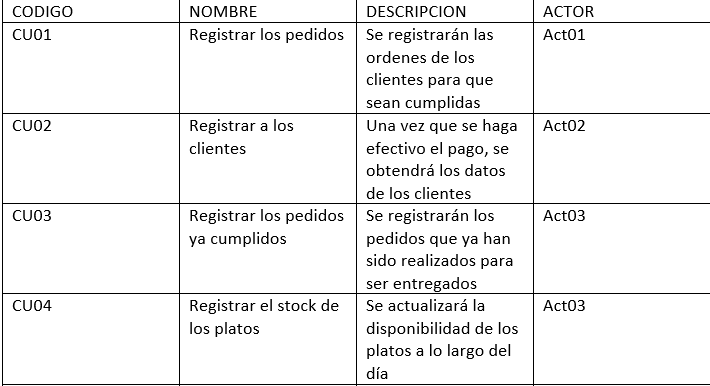 CODIGO NOMBRE DESCRIPCION ACTOR
CU01 Registrar los pedidos Se registrarán las Act01
ordenes de los
clientes para que
sean cumplidas
CU02 Registrar a los Una vez que se haga Act02
clientes efectivo el pago, se
obtendrá los datos
de los clientes
CU03 Registrar los pedidos Se registrarán los Act03
ya cumplidos pedidos que ya han
sido realizados para
ser entregados
CU04 Registrar el stock de Se actualizará la Act03
los platos disponibilidad de los
platos a lo largo del
día